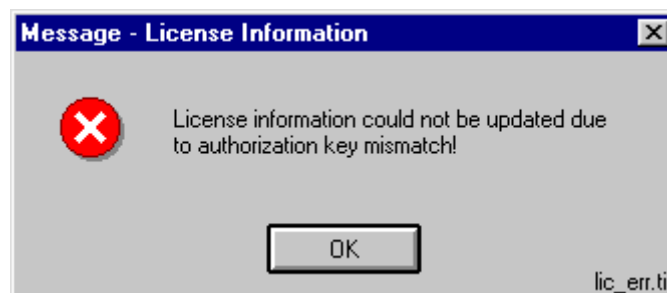 Message - License Information
License information could not be updated due
to authorization key mismatch!
OK
lic_err.ti